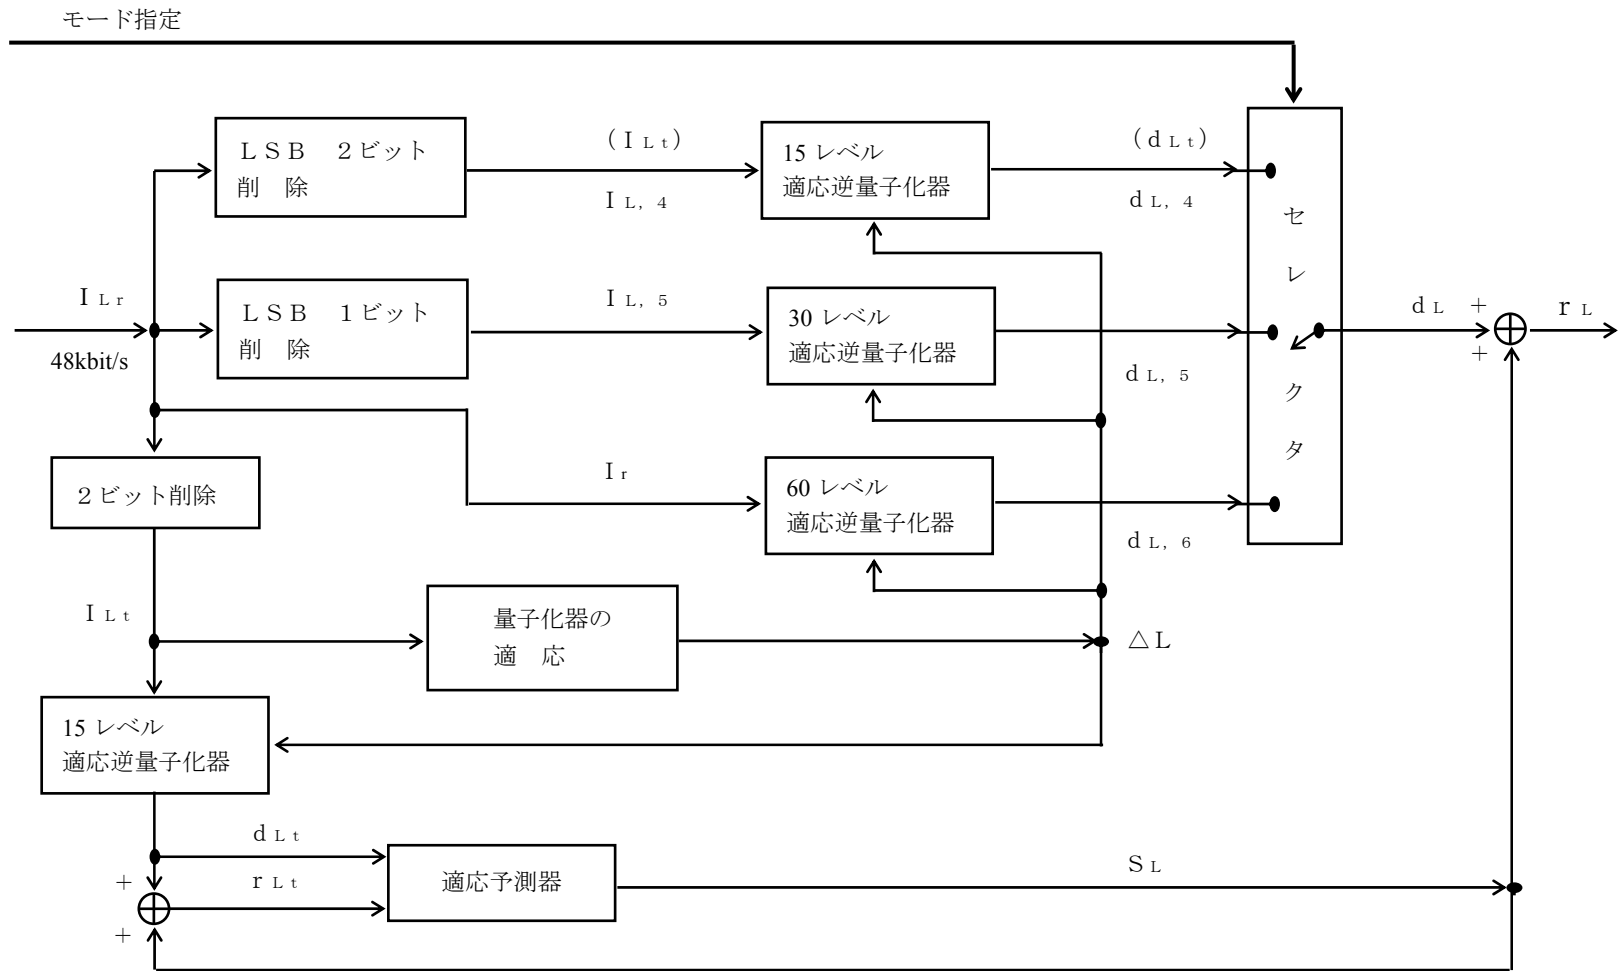 モード指定
LSB 2ビット
削 除
(ILt)
IL, 4
15 レベル
適応逆量子化器
(dLt)
dL, 4
セレクタ
ILr
48kbit/s
LSB 1ビット
削 除
IL, 5
30 レベル
適応逆量子化器
dL, 5
dL
+
+
rL
2ビット削除
Ir
60 レベル
適応逆量子化器
dL, 6
ILt
量子化器の
適 応
△L
15 レベル
適応逆量子化器
dLt
rLt
+
+
適応予測器
SL